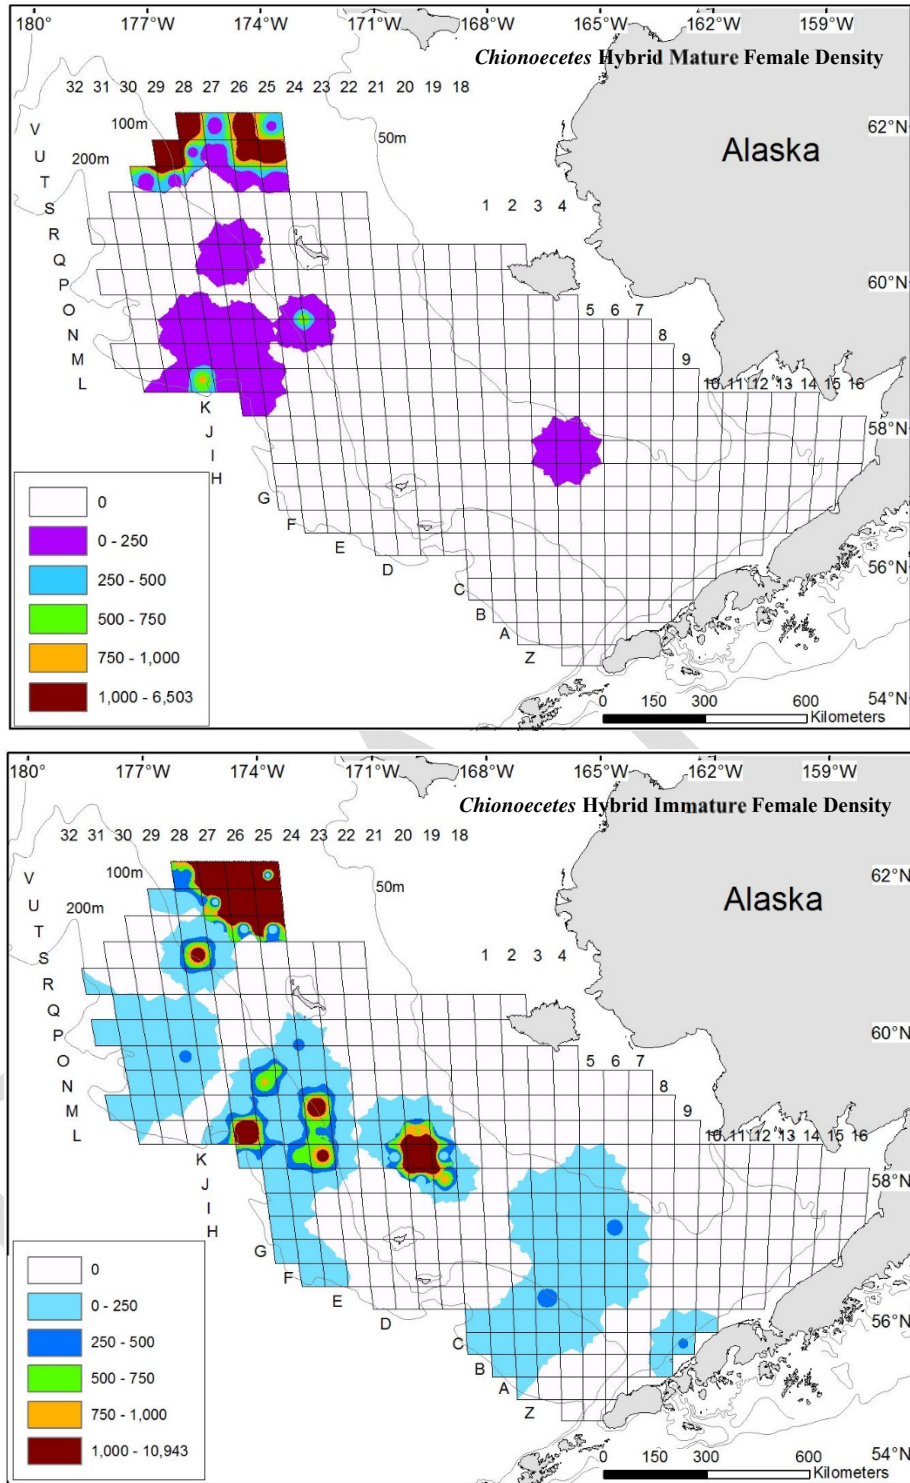 180° 177°W 174°W 171°W 168°W 165°W 162°W 159°W
Chionoecetes Hybrid Mature Female Density
32 31 30 29 28 27 26 25 24 23 22 21 20 19 18
V
U
T
S
R
Q
P
O
N
M
L
100m
200m
50m
62°N
Alaska
1 2 3 4
60°N
5 6 7
8
9
10 11 12 13 14 15 16
58°N
K
J
I
H
G
F
E
D
C
B
A
Z
56°N
54°N
0
0 - 250
250 - 500
500 - 750
750 - 1,000
1,000 - 6,503
0 150 300 600
Kilometers
180° 177°W 174°W 171°W 168°W 165°W 162°W 159°W
Chionoecetes Hybrid Immature Female Density
32 31 30 29 28 27 26 25 24 23 22 21 20 19 18
V
U
T
S
R
Q
P
O
N
M
L
100m
200m
50m
62°N
Alaska
1 2 3 4
60°N
5 6 7
8
9
10 11 12 13 14 15 16
58°N
K
J
I
H
G
F
E
D
C
B
A
Z
56°N
54°N
0
0 - 250
250 - 500
500 - 750
750 - 1,000
1,000 - 10,943
0 150 300 600
Kilometers